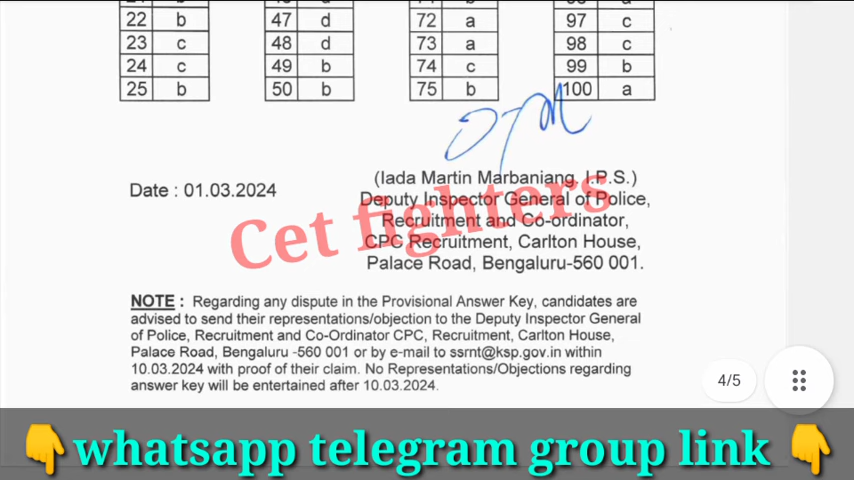 22 b 47 d 72 a 97 c
23 c 48 d 73 a 98 c
24 c 49 b 74 c 99 b
25 b 50 b 75 b 100 a
(Iada Martin Marbaniang, I.P.S.)
Date : 01.03.2024
Deputy Inspector General of Police,
Recruitment and Co-ordinator,
CPC Recruitment, Carlton House,
Palace Road, Bengaluru-560 001.
Cet fighters
NOTE : Regarding any dispute in the Provisional Answer Key, candidates are
advised to send their representations/objection to the Deputy Inspector General
of Police, Recruitment and Co-Ordinator CPC, Recruitment, Carlton House,
Palace Road, Bengaluru -560 001 or by e-mail to ssrnt@ksp.gov.in within
10.03.2024 with proof of their claim. No Representations/Objections regarding
answer key will be entertained after 10.03.2024.
4/5
whatsapp telegram group link